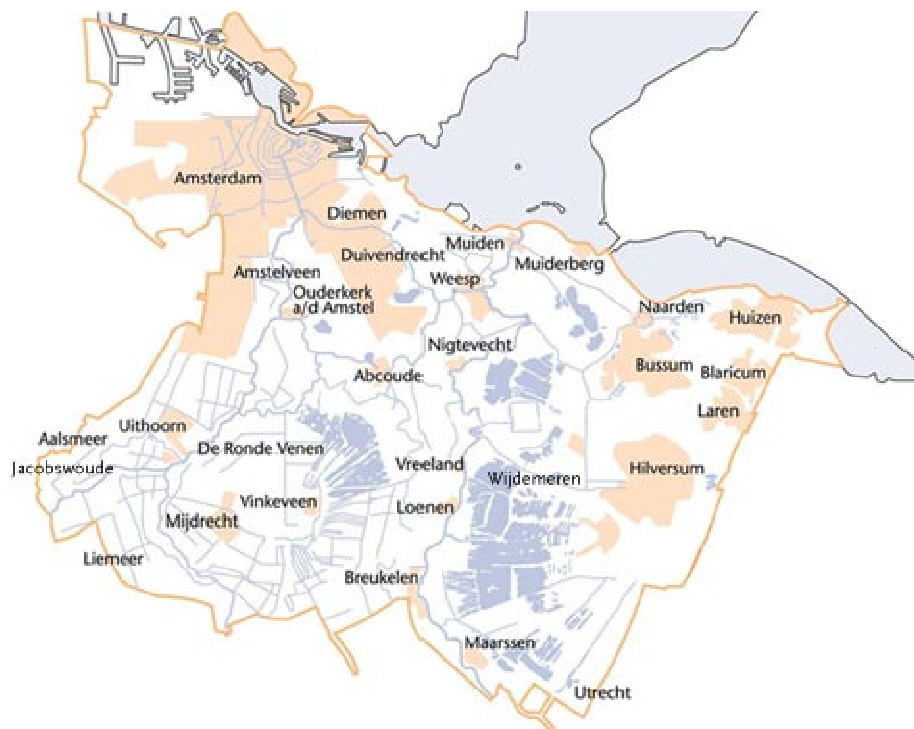 Amsterdam
Diemen
Muiden
Duivendrecht
Muiderberg
Amstelveen
Weesp
Ouderkerk
a/d Amstel
Naarden
Huizen
Nigtevecht
Bussum
Blaricum
Abcoude
Laren
Uithoorn
Aalsmeer
De Ronde Venen
Jacobswoude
Vreeland
Hilversum
Wijdemeren
Vinkeveen
Loenen
Mijdrecht
Liemeer
Breukelen
Maarssen
Utrecht